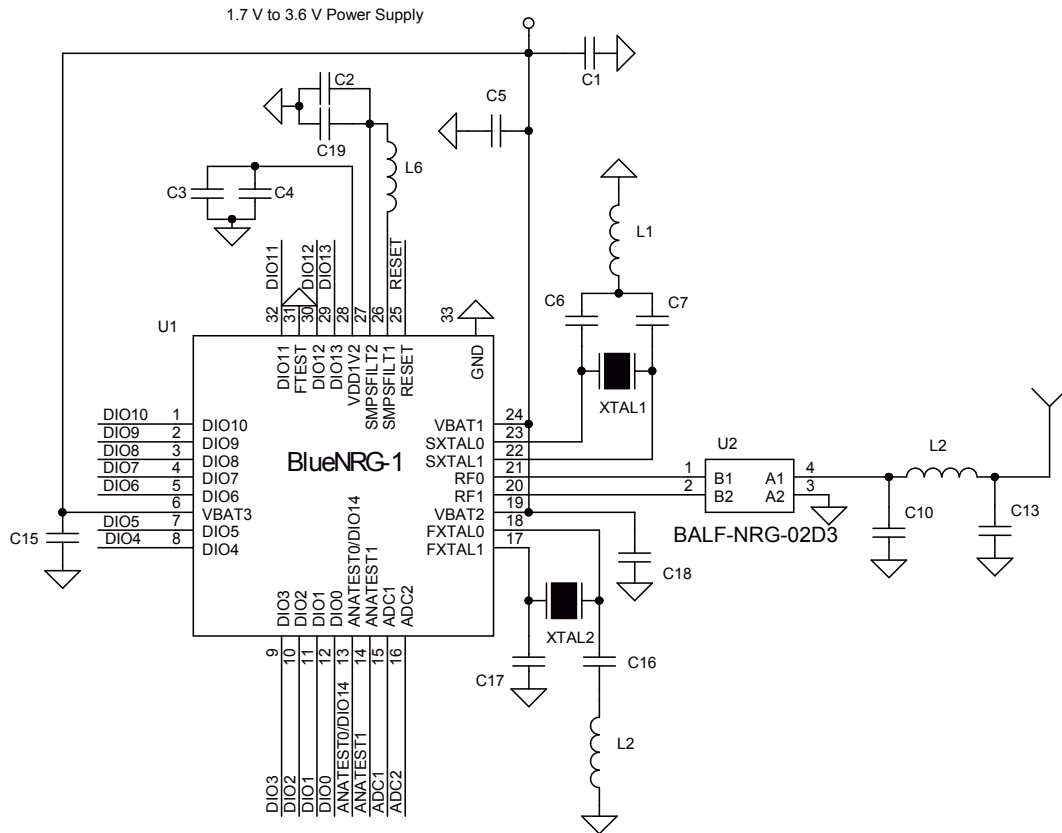 1.7 V to 3.6 V Power Supply
C1
C2
C5
C19
L6
C3
C4
L1
C6
C7
DIO11
DIO12
DIO13
RESET
32
31
30
29
28
27
26
25
33
U1
DIO11
FTEST
DIO12
DIO13
VDD1V2
SMPSFILT2
SMPSFILT1
RESET
GND
XTAL1
DIO10 1 DIO10
DIO9 2 DIO9
DIO8 3 DIO8
DIO7 4 DIO7
DIO6 5 DIO6
6 VBAT3
DIO5 7 DIO5
DIO4 8 DIO4
C15
BlueNRG-1
VBAT1 24
SXTAL0 23
SXTAL1 22
RF0 21
RF1 20
VBAT2 19
FXTAL0 18
FXTAL1 17
U2
1 B1 A1 4
2 B2 A2 3
BALF-NRG-02D3
L2
C10
C13
C18
XTAL2
C17
C16
L2
DIO3
DIO2
DIO1
DIO0
ANATEST0/DIO14
ANATEST1
ADC1
ADC2
9
10
11
12
13
14
15
16
DIO3
DIO2
DIO1
DIO0
ANATEST0/DIO14
ANATEST1
ADC1
ADC2